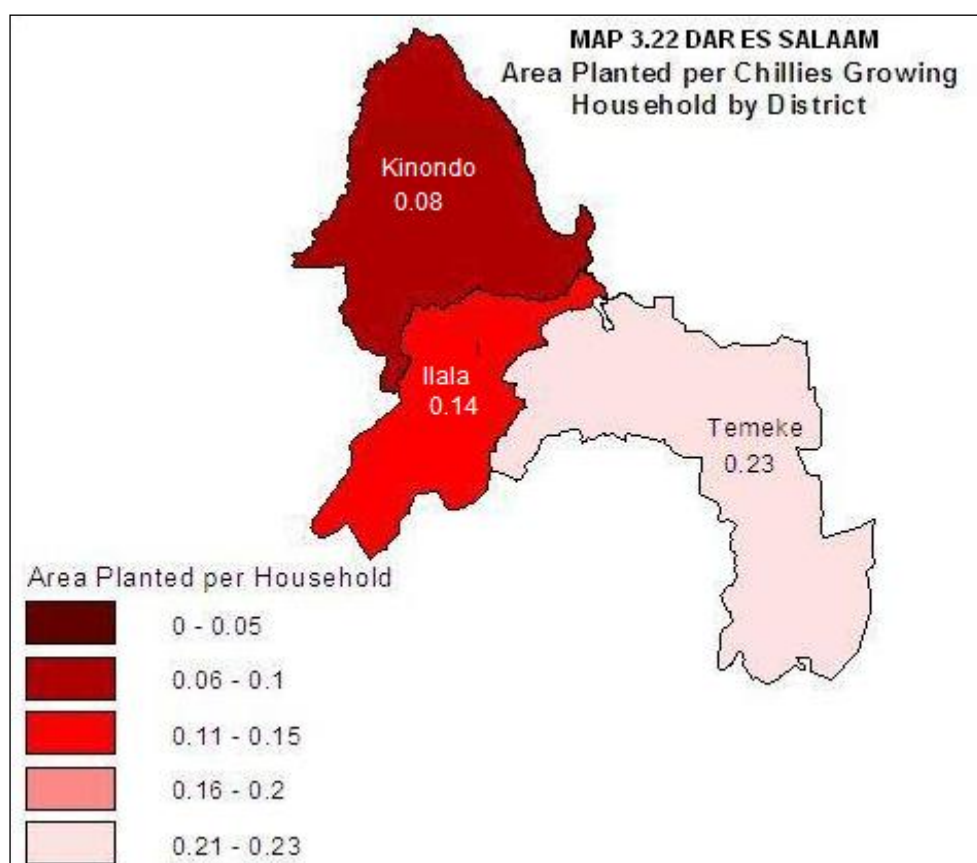 MAP 3.22 DAR ES SALAAM
Area Planted per Chillies Growing
Household by District
Kinondo
0.08
Ilala
0.14
Temeke
0.23
Area Planted per Household
0 - 0.05
0.06 - 0.1
0.11 - 0.15
0.16 - 0.2
0.21 - 0.23